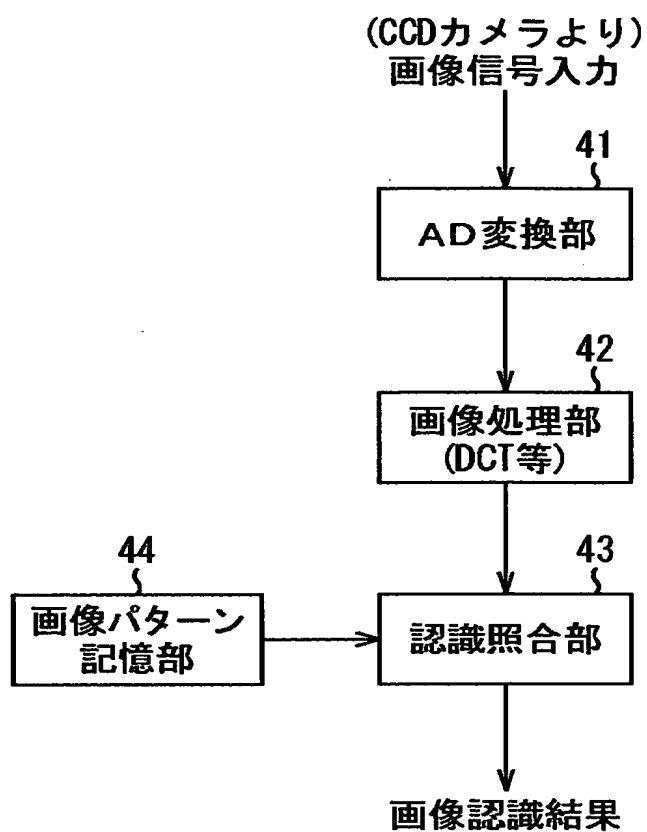 (CCDカメラより)
画像信号入力
41
AD変換部
42
画像処理部
(DCT等)
44
画像パターン
記憶部
43
認識照合部
画像認識結果